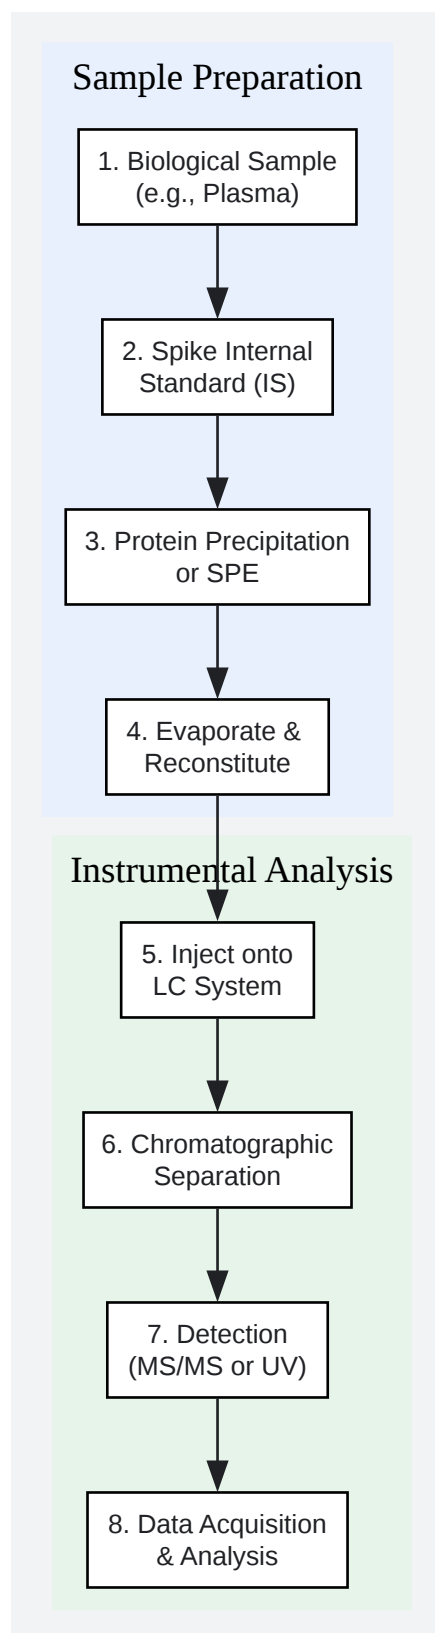 Sample Preparation
1. Biological Sample
(e.g., Plasma)
2. Spike Internal
Standard (IS)
3. Protein Precipitation
or SPE
4. Evaporate &
Reconstitute
Instrumental Analysis
5. Inject onto
LC System
6. Chromatographic
Separation
7. Detection
(MS/MS or UV)
8. Data Acquisition
& Analysis